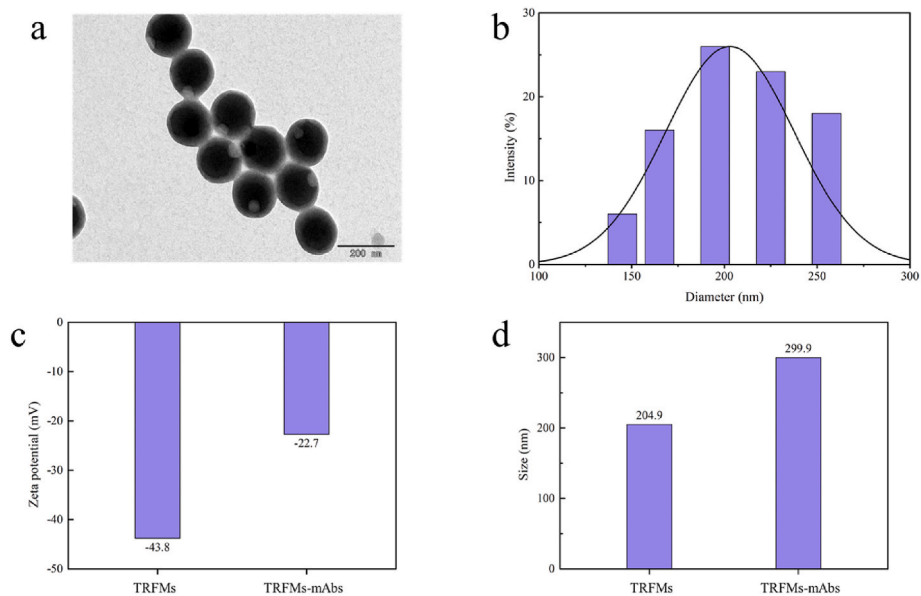 a
200 nm
b
Intensity (%)
30
20
10
0
100
150
200
250
300
Diameter (nm)
c
Zeta potential (mV)
0
-10
-20
-30
-40
-50
-43.8
-22.7
TRFMs
TRFMs-mAbs
d
Size (nm)
300
200
100
0
204.9
299.9
TRFMs
TRFMs-mAbs